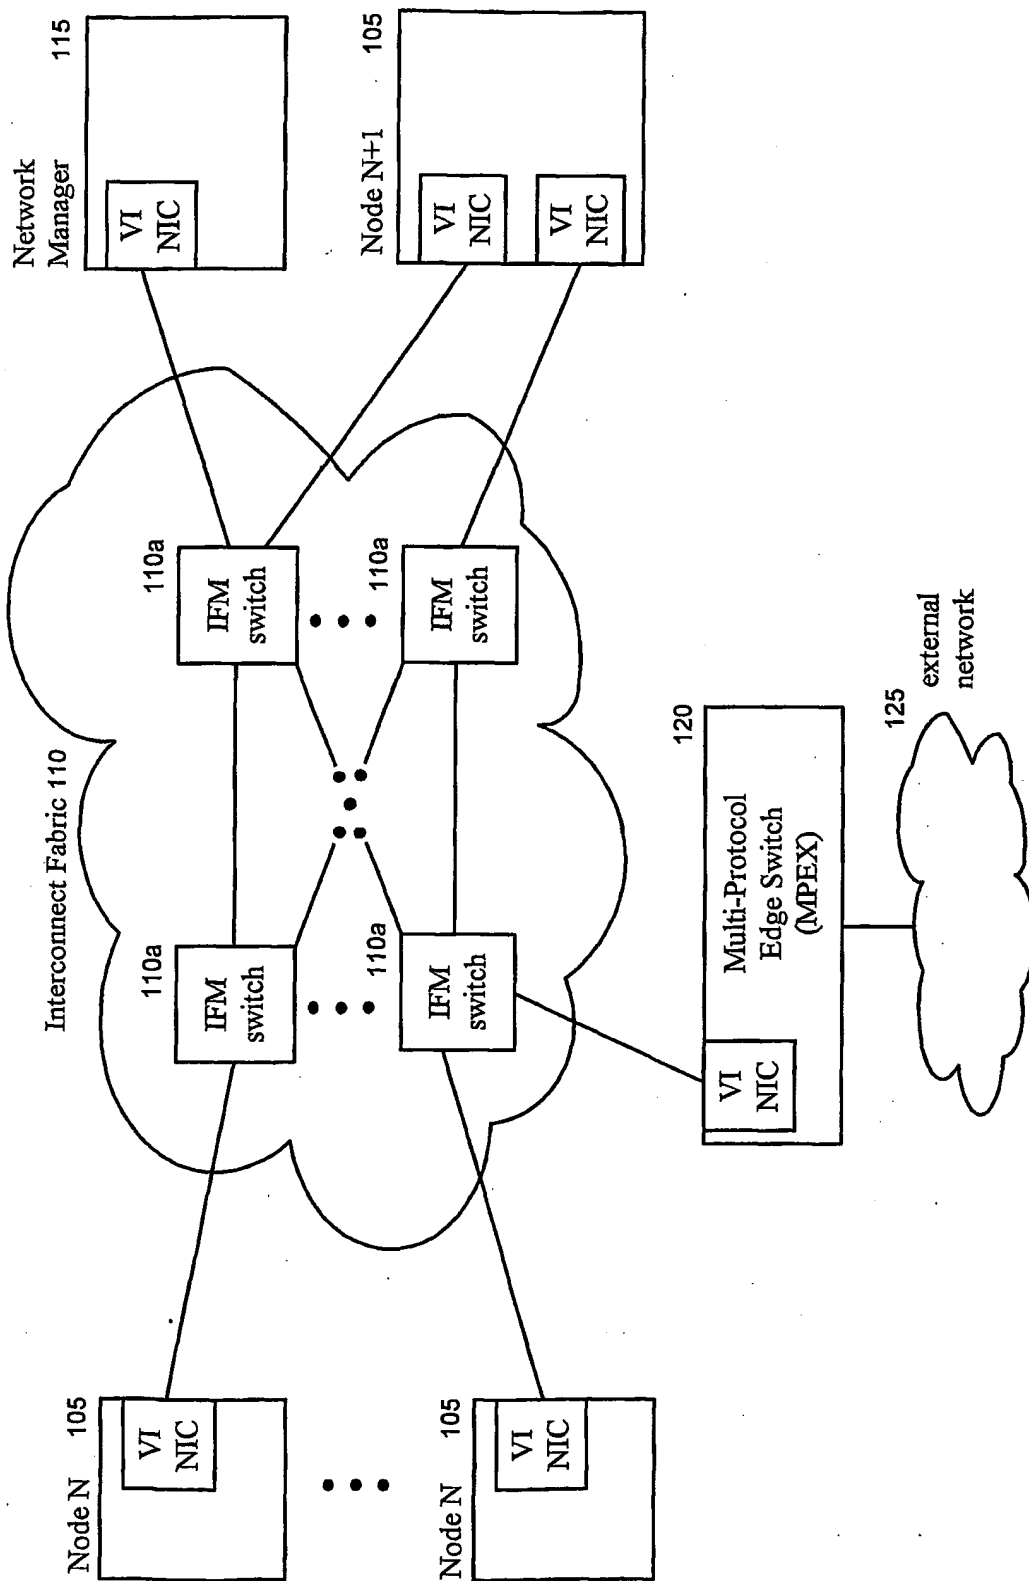 Network
Manager
115
VI
NIC
Node N+1
105
VI
NIC
VI
NIC
Interconnect Fabric 110
110a
IFM
switch
110a
IFM
switch
110a
IFM
switch
110a
IFM
switch
Node N
105
VI
NIC
Node N
105
VI
NIC
120
Multi-Protocol
Edge Switch
(MPEX)
VI
NIC
125
external
network